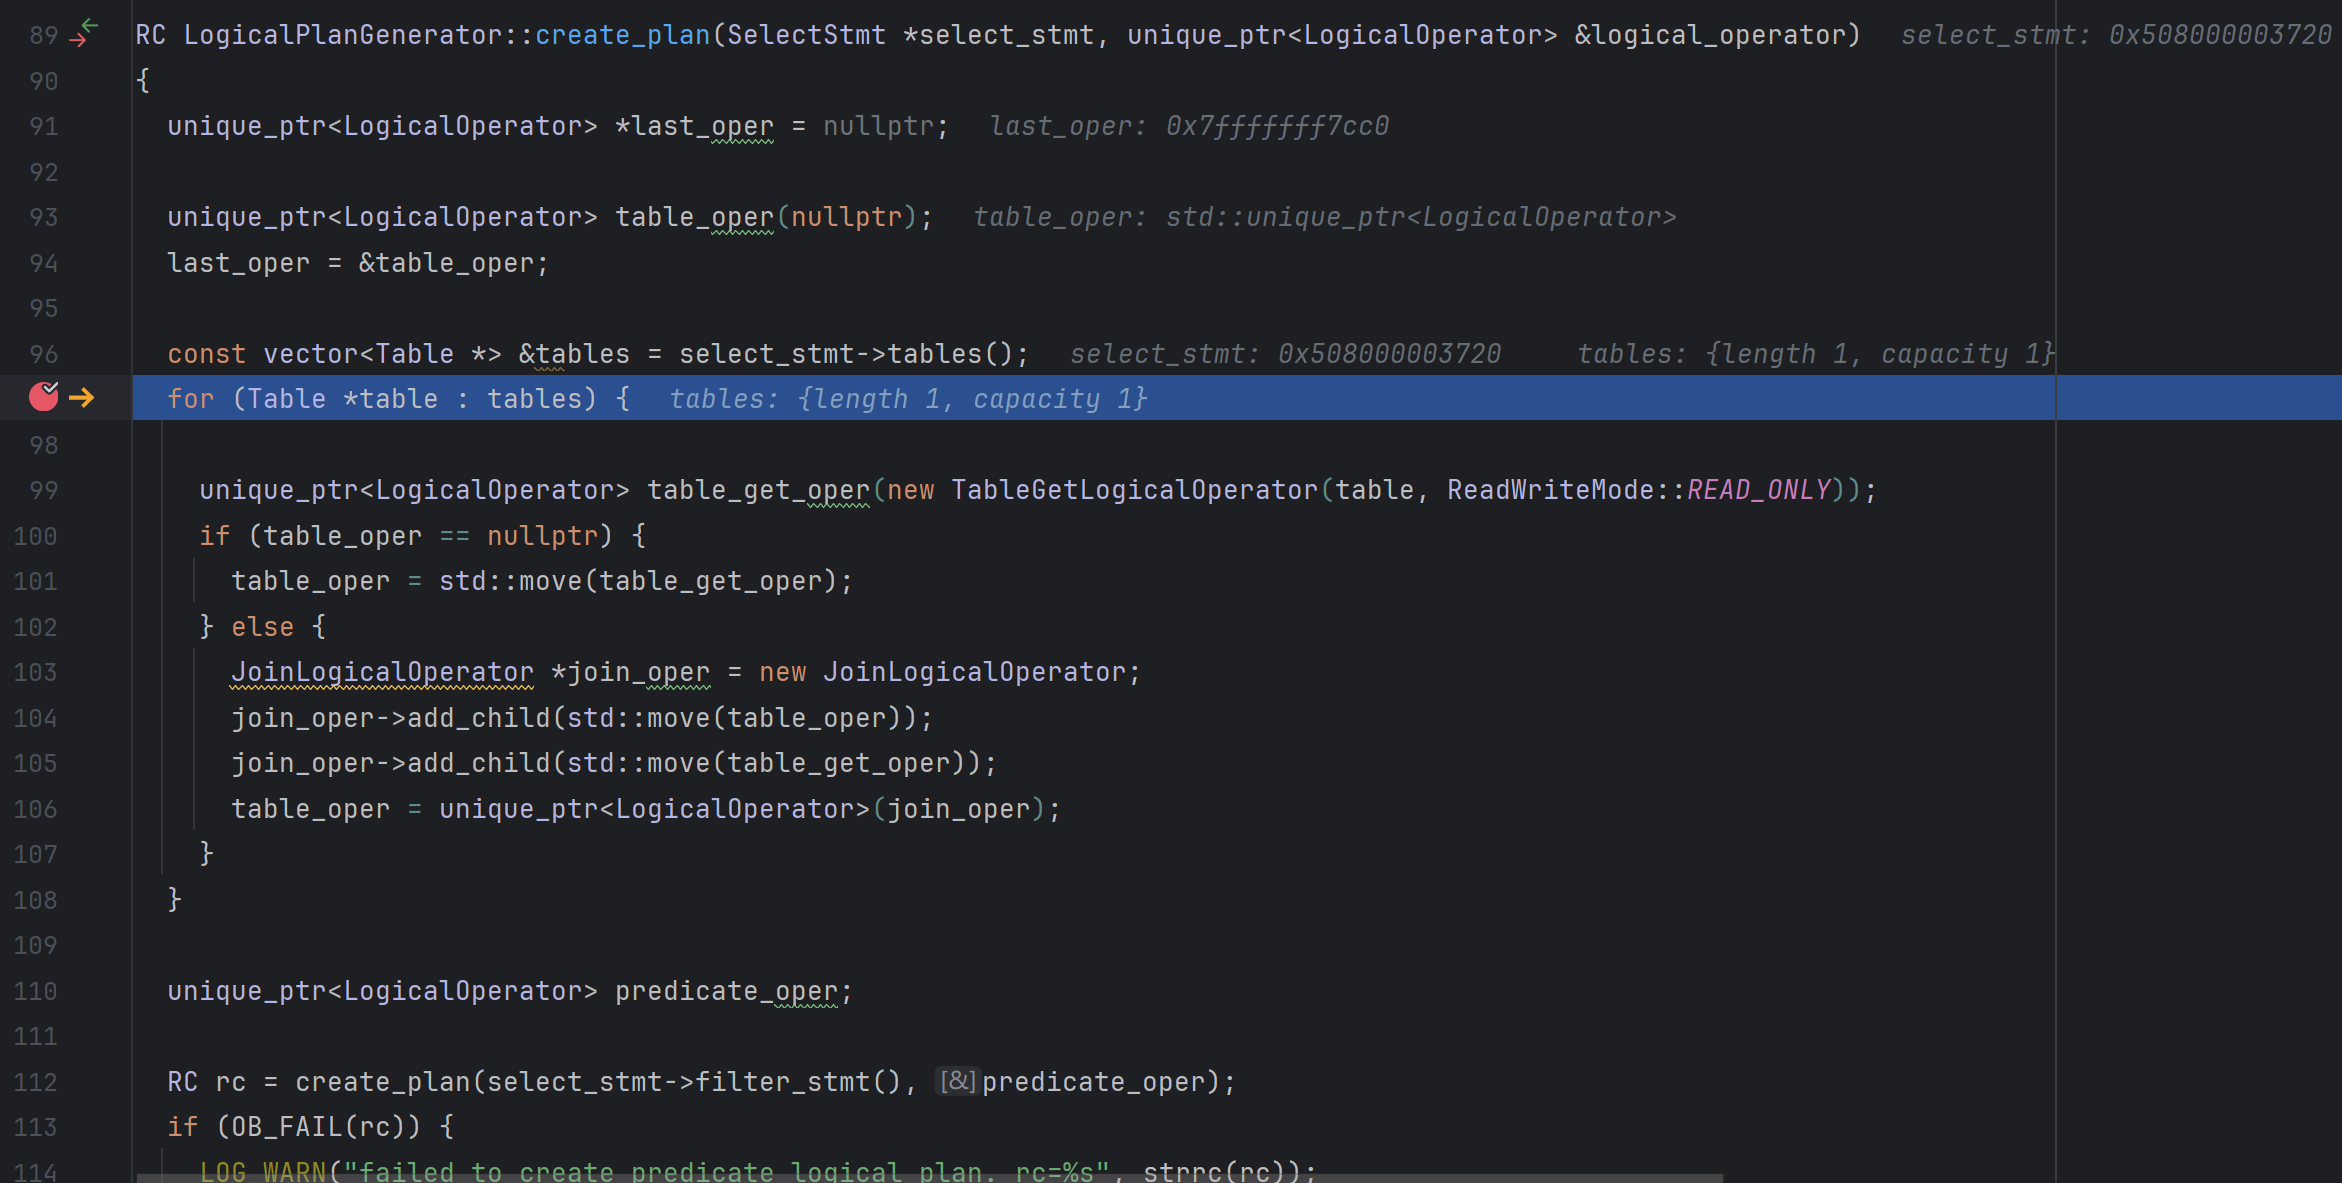 89 RC LogicalPlanGenerator::create_plan(SelectStmt *select_stmt, unique_ptr<LogicalOperator> &logical_operator) select_stmt: 0x508000003720
90 {
91 unique_ptr<LogicalOperator> *last_oper = nullptr; last_oper: 0x7fffffff7cc0
92
93 unique_ptr<LogicalOperator> table_oper(nullptr); table_oper: std::unique_ptr<LogicalOperator>
94 last_oper = &table_oper;
95
96 const vector<Table *> &tables = select_stmt->tables(); select_stmt: 0x508000003720 tables: {length 1, capacity 1}
for (Table *table : tables) { tables: {length 1, capacity 1}
98
99 unique_ptr<LogicalOperator> table_get_oper(new TableGetLogicalOperator(table, ReadWriteMode::READ_ONLY));
100 if (table_oper == nullptr) {
101 table_oper = std::move(table_get_oper);
102 } else {
103 JoinLogicalOperator *join_oper = new JoinLogicalOperator;
104 join_oper->add_child(std::move(table_oper));
105 join_oper->add_child(std::move(table_get_oper));
106 table_oper = unique_ptr<LogicalOperator>(join_oper);
107 }
108 }
109
110 unique_ptr<LogicalOperator> predicate_oper;
111
112 RC rc = create_plan(select_stmt->filter_stmt(), [&]predicate_oper);
113 if (OB_FAIL(rc)) {
114 LOG_WARN("failed to create predicate logical plan. rc=%s", strrc(rc));